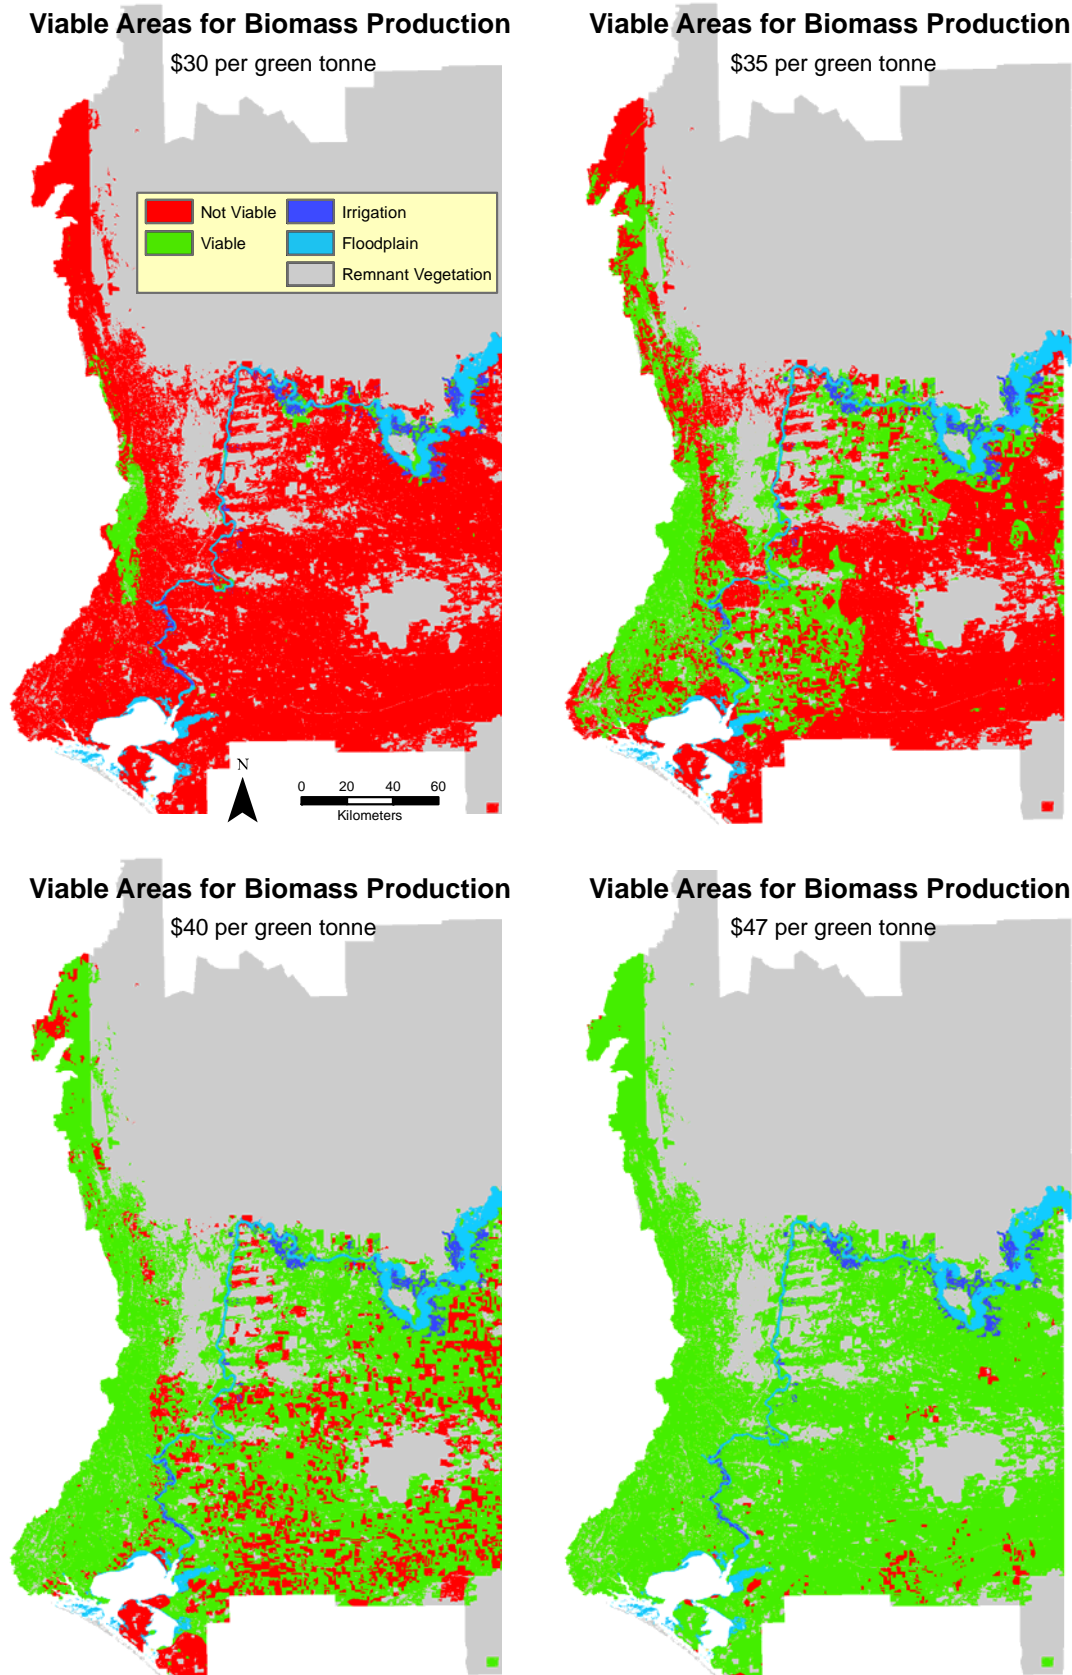 Viable Areas for Biomass Production
$30 per green tonne
Viable Areas for Biomass Production
$35 per green tonne
Not Viable
Irrigation
Viable
Floodplain
Remnant Vegetation
N
0 20 40 60
Kilometers
Viable Areas for Biomass Production
$40 per green tonne
Viable Areas for Biomass Production
$47 per green tonne